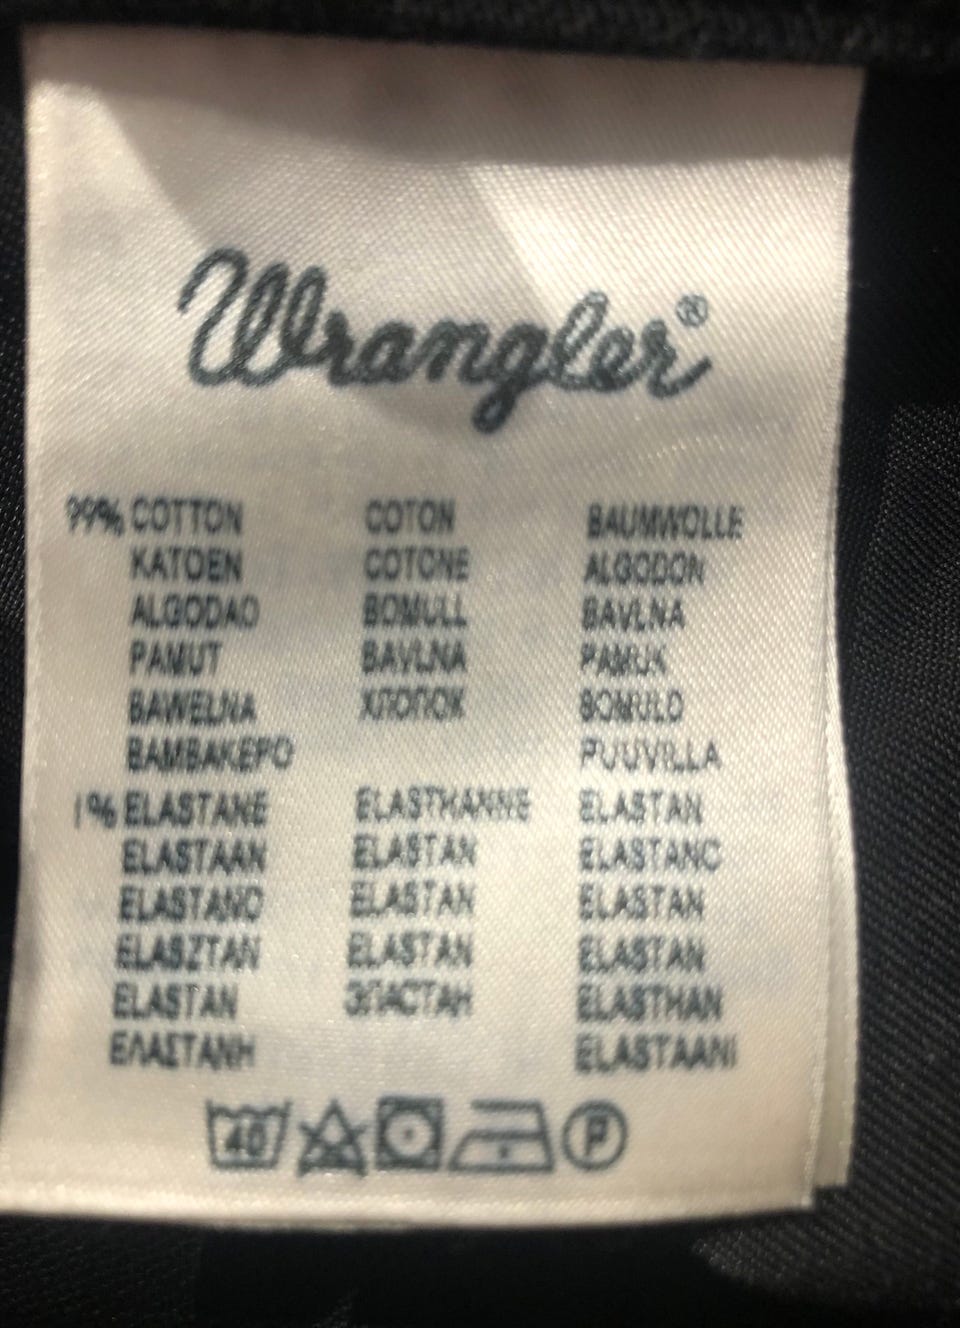 Wrangler®
99% COTTON COTON BAUMWOLLE
KATOEN COTONE ALGODON
ALGODAO BOMULL BAVLNA
PAMUT BAVLNA PAMUK
BAWELNA ХЛОПОК BOMULD
ΒΑΜΒΑΚΕΡΟ PUUVILLA
1% ELASTANE ELASTHANNE ELASTAN
ELASTAAN ELASTAN ELASTANO
ELASTANO ELASTAN ELASTAN
ELASZTAN ELASTAN ELASTAN
ELASTAN ЭЛАСТАН ELASTHAN
ΕΛΑΣΤΑΝΗ ELASTAANI
40 P